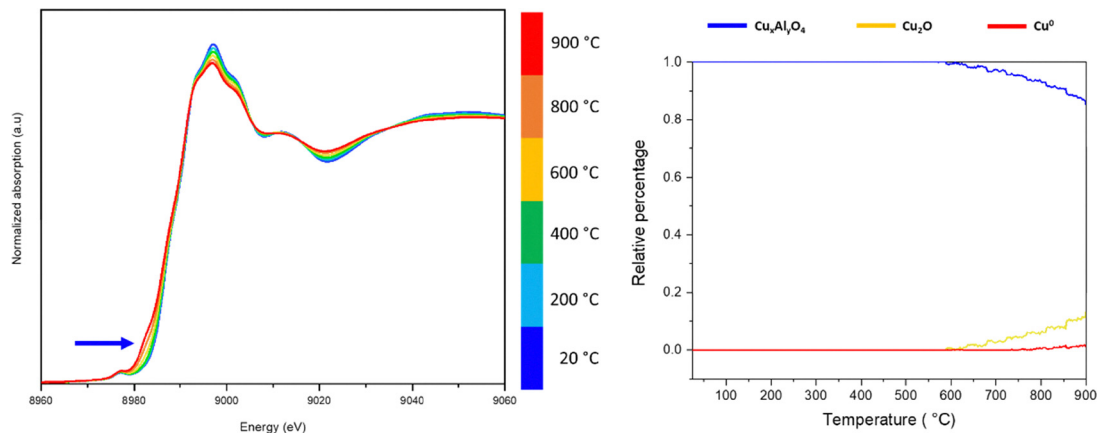 Normalized absorption (a.u)
8960 8980 9000 9020 9040 9060
Energy (eV)
900 °C
800 °C
600 °C
400 °C
200 °C
20 °C
CuₓAlᵧO₄ Cu₂O Cu⁰
Relative percentage
1.0
0.8
0.6
0.4
0.2
0.0
100 200 300 400 500 600 700 800 900
Temperature ( °C)